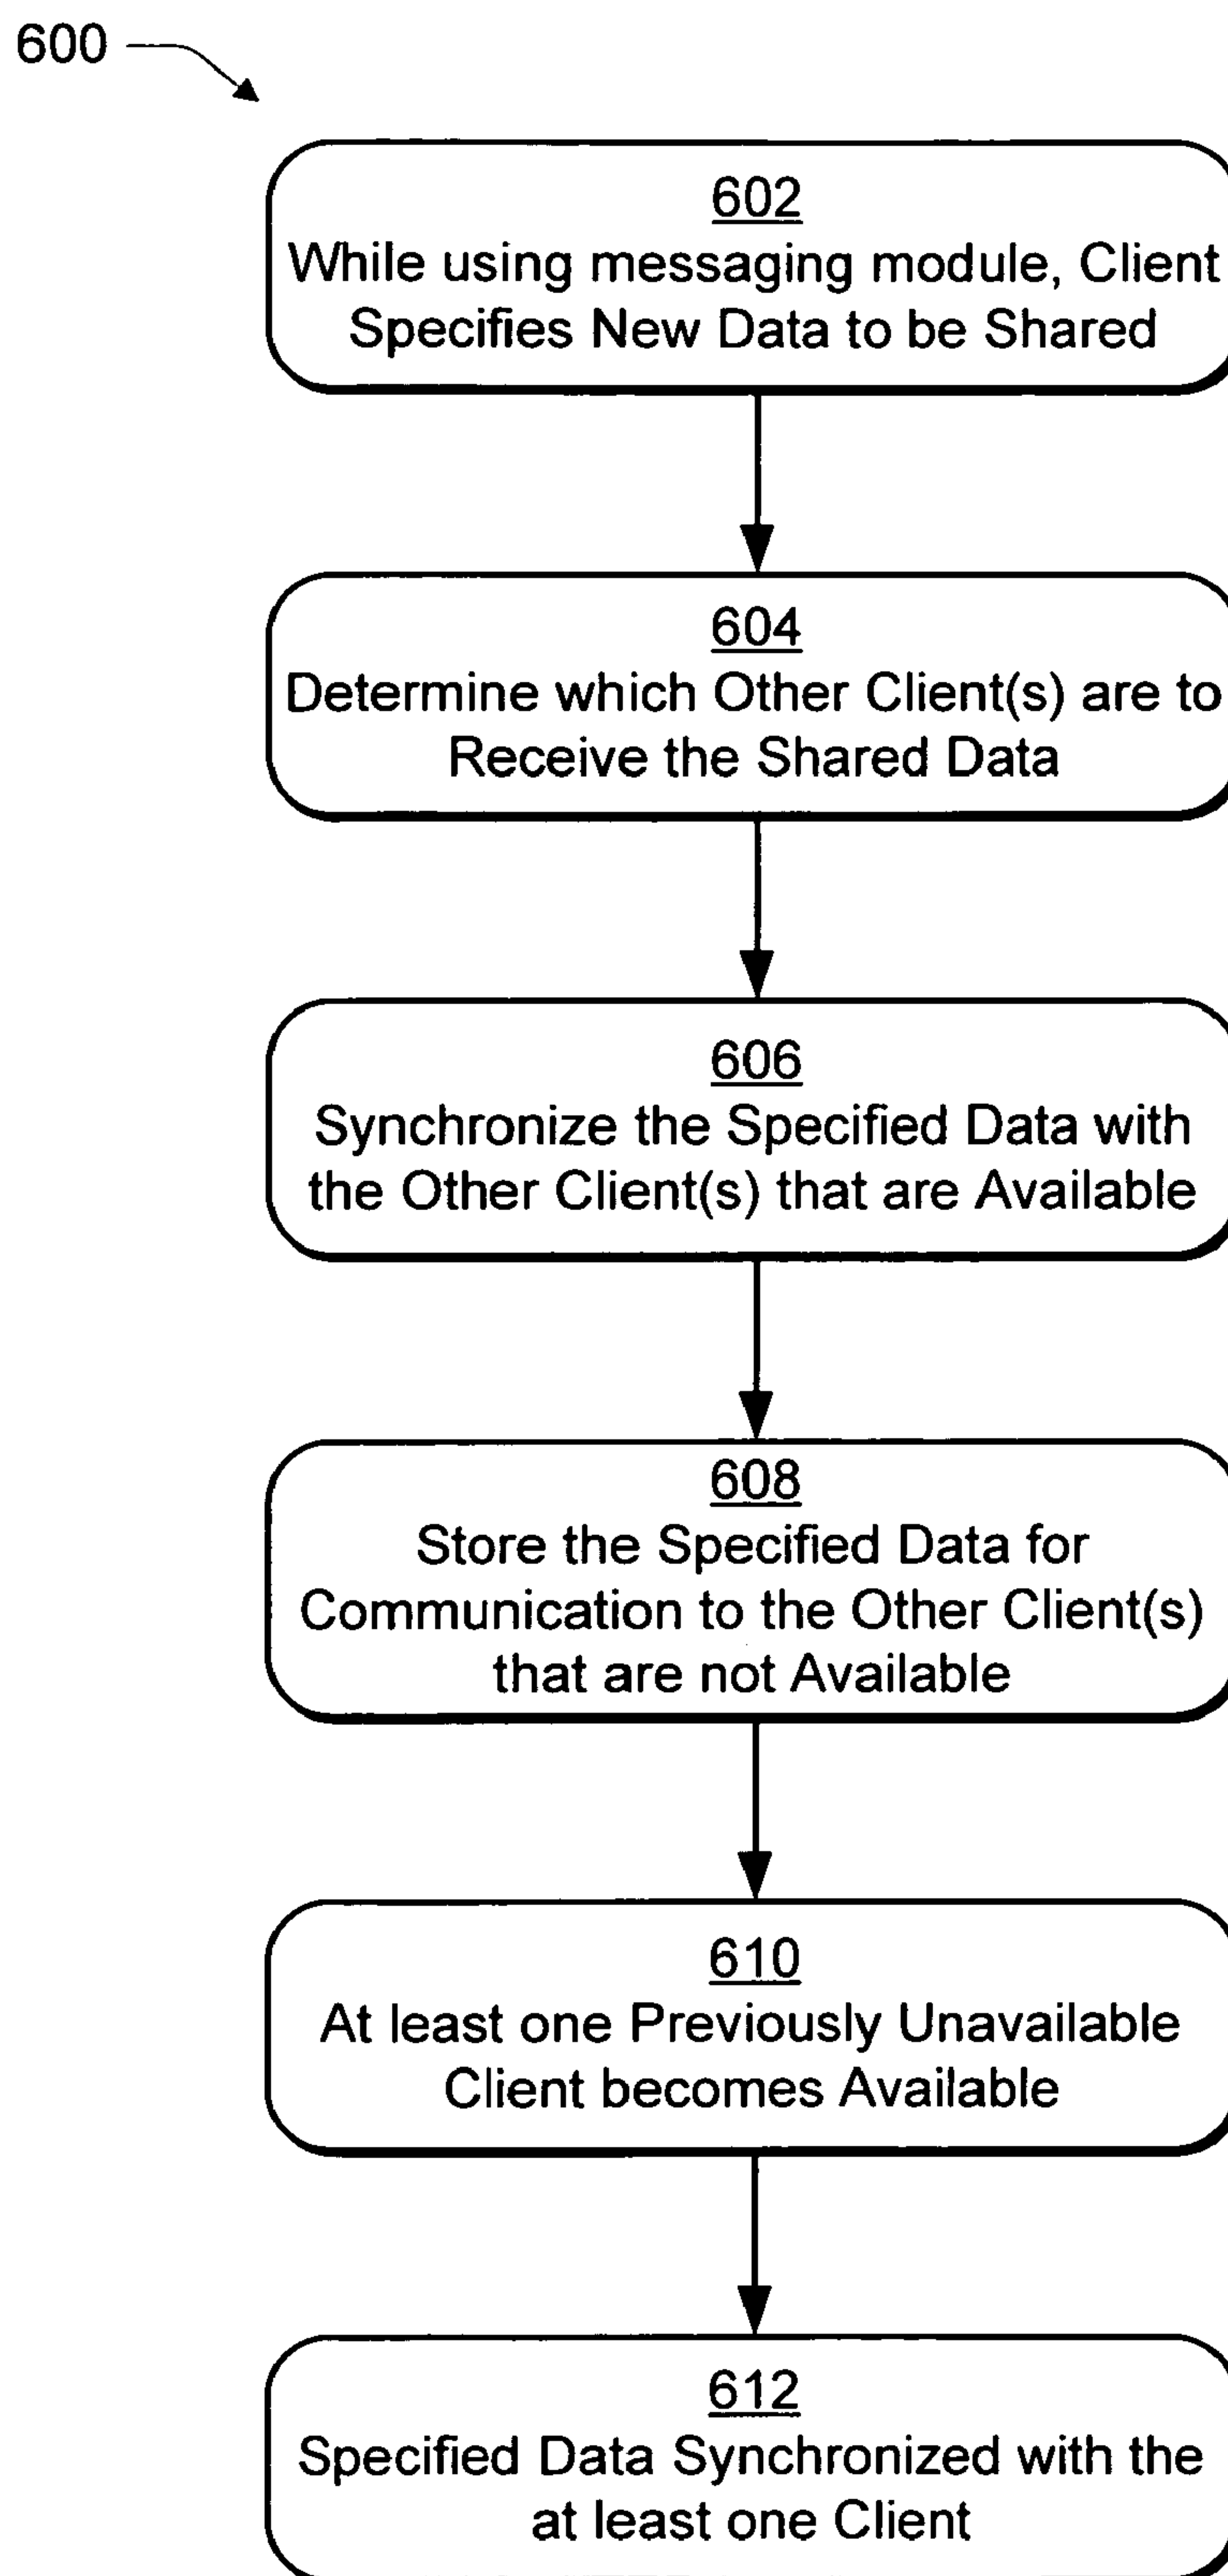 600
602
While using messaging module, Client
Specifies New Data to be Shared
604
Determine which Other Client(s) are to
Receive the Shared Data
606
Synchronize the Specified Data with
the Other Client(s) that are Available
608
Store the Specified Data for
Communication to the Other Client(s)
that are not Available
610
At least one Previously Unavailable
Client becomes Available
612
Specified Data Synchronized with the
at least one Client